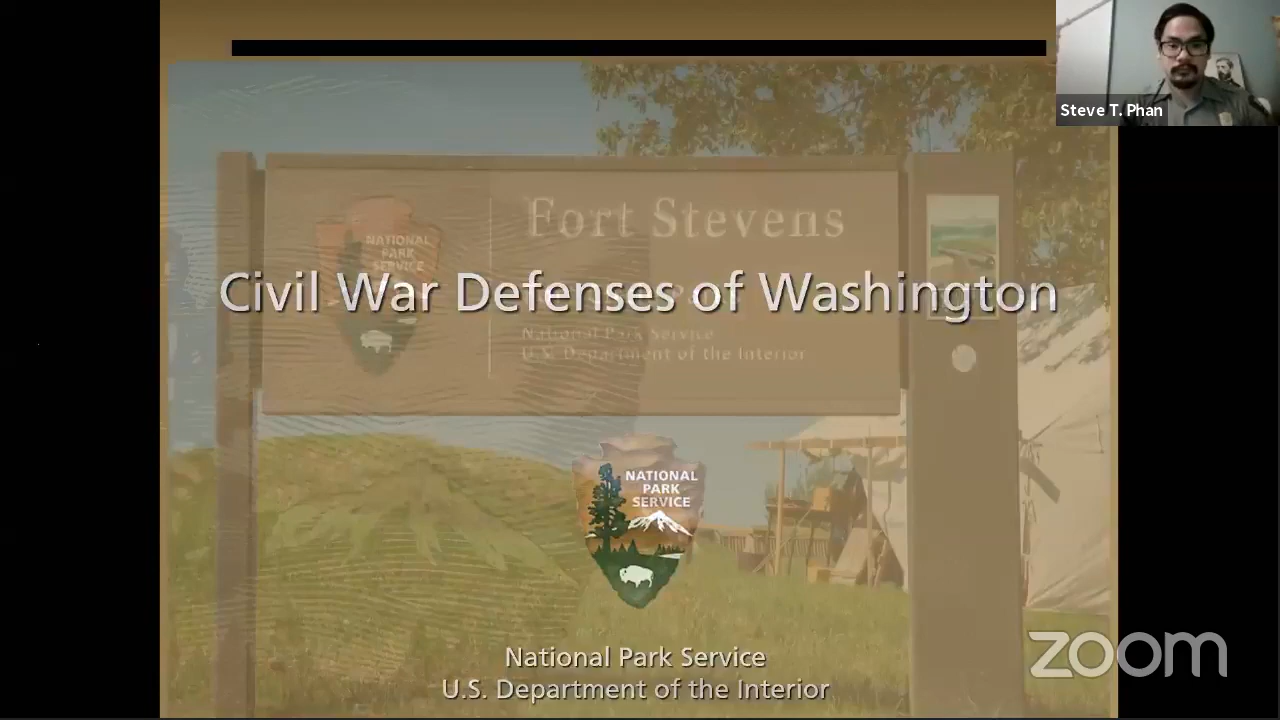 Steve T. Phan
Fort Stevens
NATIONAL
PARK
SERVICE
Civil War Defenses of Washington
National Park Service
U.S. Department of the Interior
NATIONAL
PARK
SERVICE
National Park Service
U.S. Department of the Interior
zoom